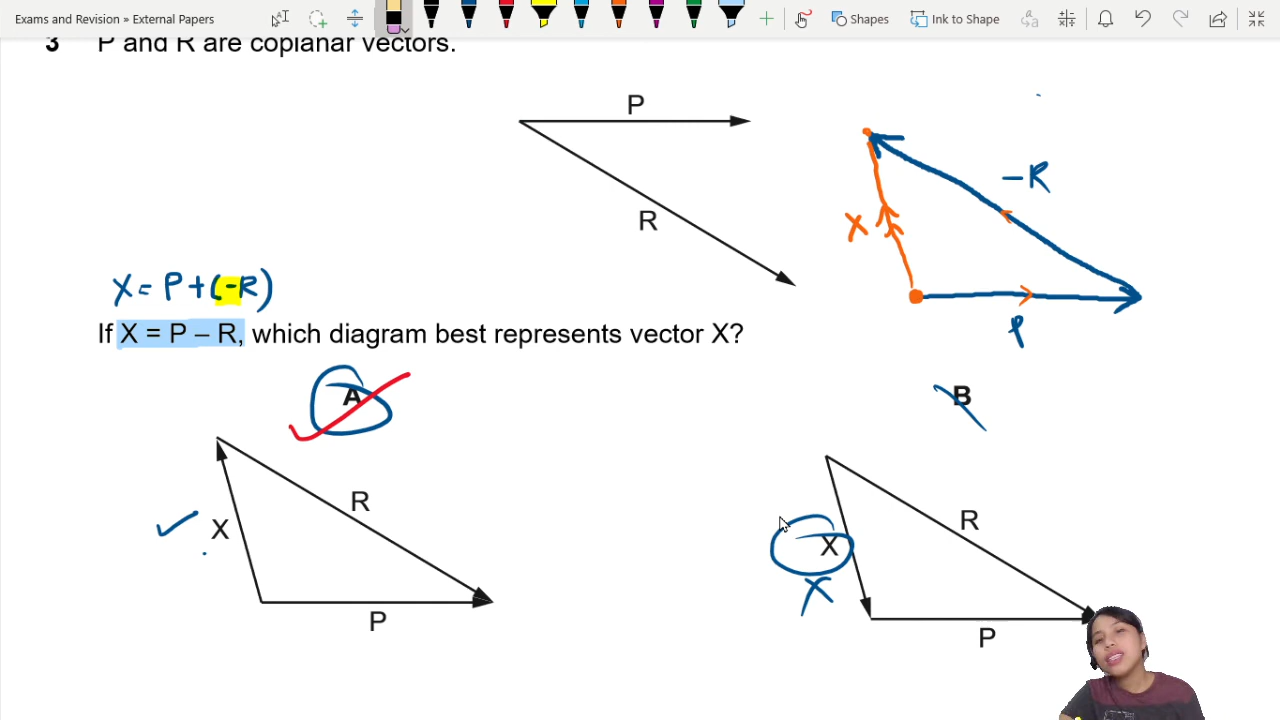 Exams and Revision » External Papers
Shapes
Ink to Shape
3 P and R are coplanar vectors.
P
R
-R
X
P
X = P + (-R)
If X = P – R, which diagram best represents vector X?
A
B
R
X
P
R
X
X
P